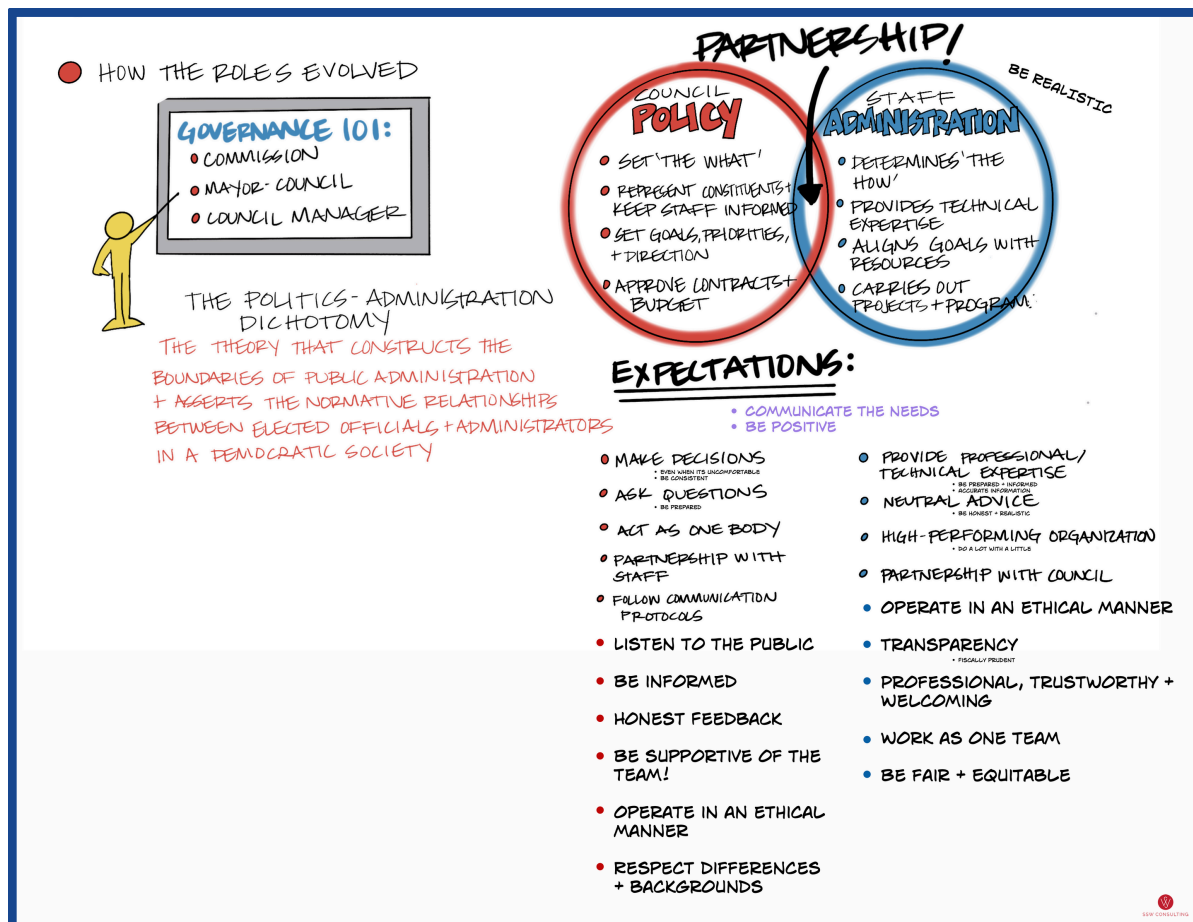 HOW THE ROLES EVOLVED
GOVERNANCE 101:
COMMISSION
MAYOR-COUNCIL
COUNCIL MANAGER
THE POLITICS-ADMINISTRATION
DICHOTOMY
THE THEORY THAT CONSTRUCTS THE
BOUNDARIES OF PUBLIC ADMINISTRATION
+ ASSERTS THE NORMATIVE RELATIONSHIPS
BETWEEN ELECTED OFFICIALS + ADMINISTRATORS
IN A DEMOCRATIC SOCIETY
PARTNERSHIP!
BE REALISTIC
COUNCIL
POLICY
• SET 'THE WHAT'
• REPRESENT CONSTITUENTS +
KEEP STAFF INFORMED
• SET GOALS, PRIORITIES,
+ DIRECTION
• APPROVE CONTRACTS +
BUDGET
STAFF
ADMINISTRATION
• DETERMINES 'THE
HOW'
• PROVIDES TECHNICAL
EXPERTISE
• ALIGNS GOALS WITH
RESOURCES
• CARRIES OUT
PROJECTS + PROGRAM.
EXPECTATIONS:
• COMMUNICATE THE NEEDS
• BE POSITIVE
• MAKE DECISIONS
• EVEN WHEN ITS UNCOMFORTABLE
• BE CONSISTENT
• ASK QUESTIONS
• BE PREPARED
• ACT AS ONE BODY
• PARTNERSHIP WITH
STAFF
• FOLLOW COMMUNICATION
PROTOCOLS
• LISTEN TO THE PUBLIC
• BE INFORMED
• HONEST FEEDBACK
• BE SUPPORTIVE OF THE
TEAM!
• OPERATE IN AN ETHICAL
MANNER
• RESPECT DIFFERENCES
+ BACKGROUNDS
• PROVIDE PROFESSIONAL/
TECHNICAL EXPERTISE
• BE PREPARED + INFORMED
• ACCURATE INFORMATION
• NEUTRAL ADVICE
• BE HONEST + REALISTIC
• HIGH-PERFORMING ORGANIZATION
• DO A LOT WITH A LITTLE
• PARTNERSHIP WITH COUNCIL
• OPERATE IN AN ETHICAL MANNER
• TRANSPARENCY
• FISCALLY PRUDENT
• PROFESSIONAL, TRUSTWORTHY +
WELCOMING
• WORK AS ONE TEAM
• BE FAIR + EQUITABLE
SSW CONSULTING